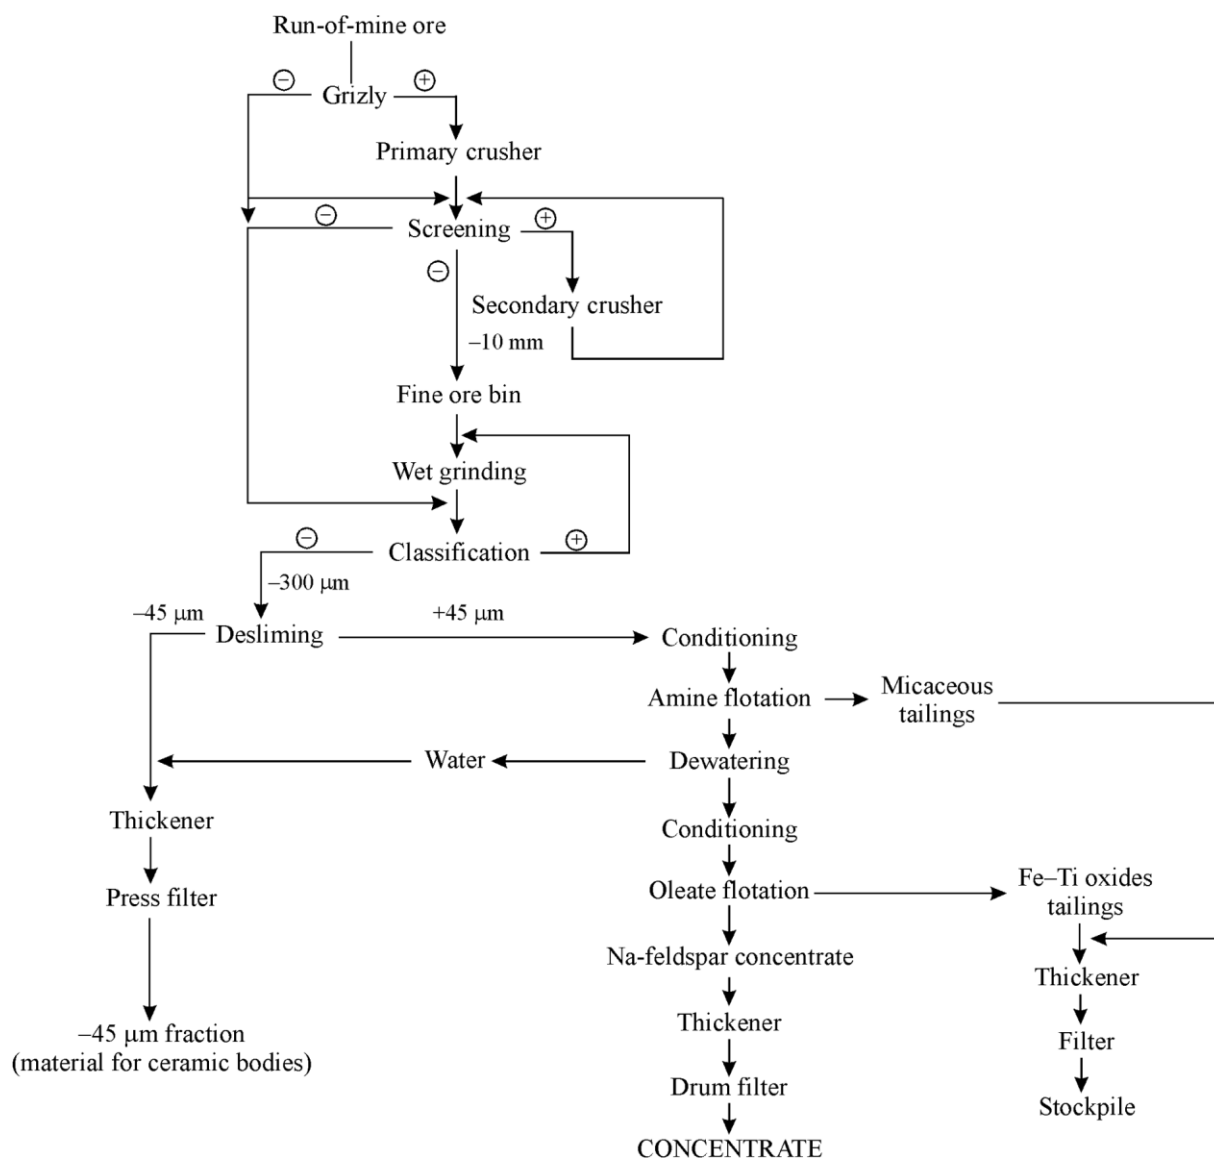 Run-of-mine ore
−
+
Grizly
Primary crusher
−
+
Screening
−
Secondary crusher
–10 mm
Fine ore bin
Wet grinding
−
+
Classification
–300 µm
–45 µm
+45 µm
Desliming
Conditioning
Amine flotation
Micaceous
tailings
Water
Dewatering
Thickener
Conditioning
Press filter
Oleate flotation
Fe–Ti oxides
tailings
Na-feldspar concentrate
Thickener
Thickener
–45 µm fraction
(material for ceramic bodies)
Filter
Drum filter
Stockpile
CONCENTRATE